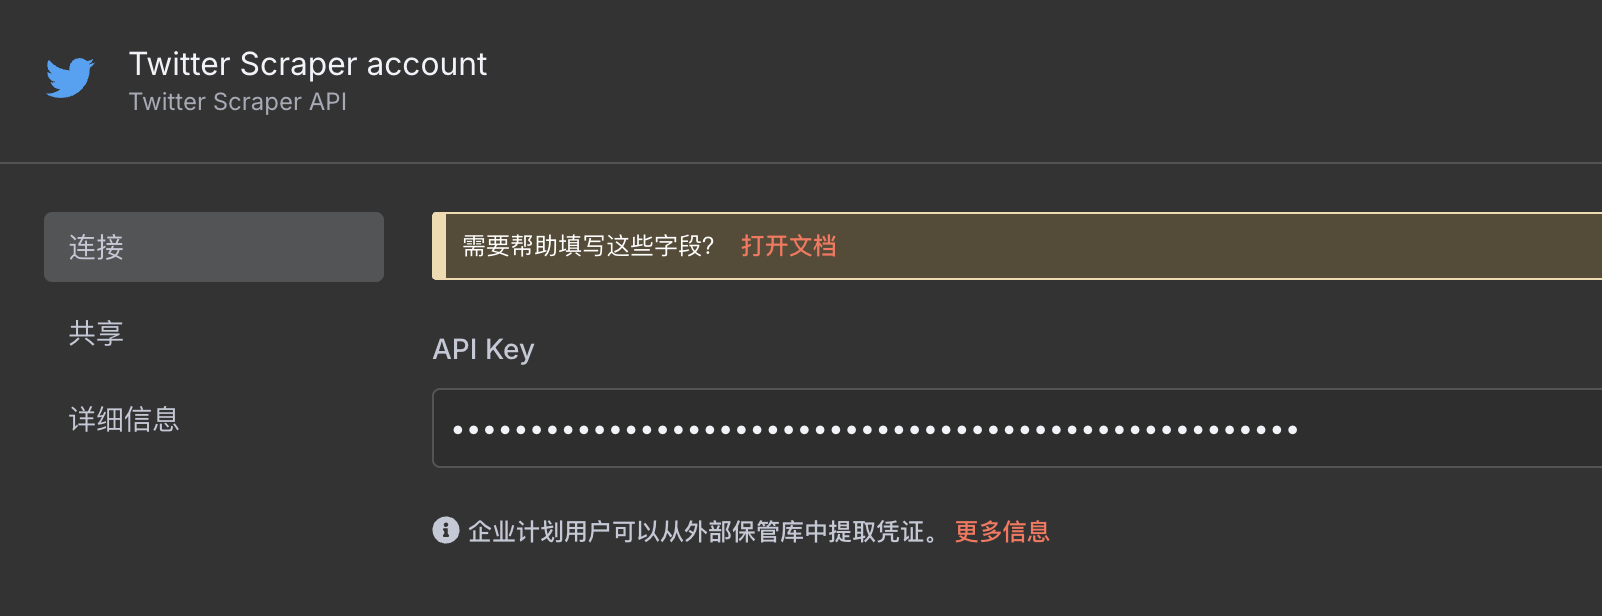 Twitter Scraper account
Twitter Scraper API
连接
需要帮助填写这些字段? 打开文档
共享
API Key
详细信息
企业计划用户可以从外部保管库中提取凭证。 更多信息